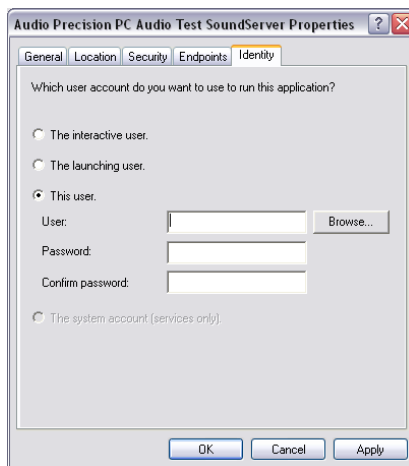 Audio Precision PC Audio Test SoundServer Properties
General Location Security Endpoints Identity
Which user account do you want to use to run this application?
The interactive user.
The launching user.
This user.
User: Browse...
Password:
Confirm password:
The system account (services only).
OK Cancel Apply